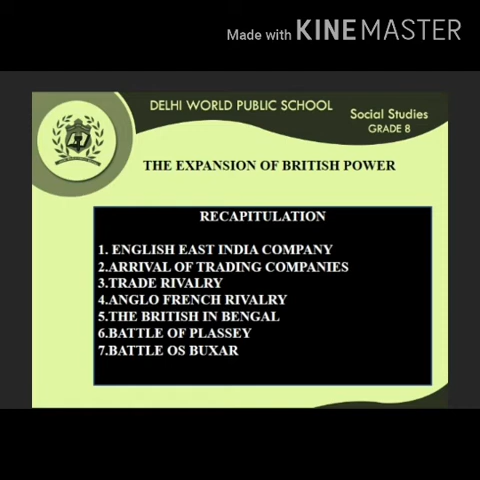 Made with KINEMASTER
DELHI WORLD PUBLIC SCHOOL
Social Studies
GRADE 8
THE EXPANSION OF BRITISH POWER
RECAPITULATION
1. ENGLISH EAST INDIA COMPANY
2.ARRIVAL OF TRADING COMPANIES
3.TRADE RIVALRY
4.ANGLO FRENCH RIVALRY
5.THE BRITISH IN BENGAL
6.BATTLE OF PLASSEY
7.BATTLE OS BUXAR